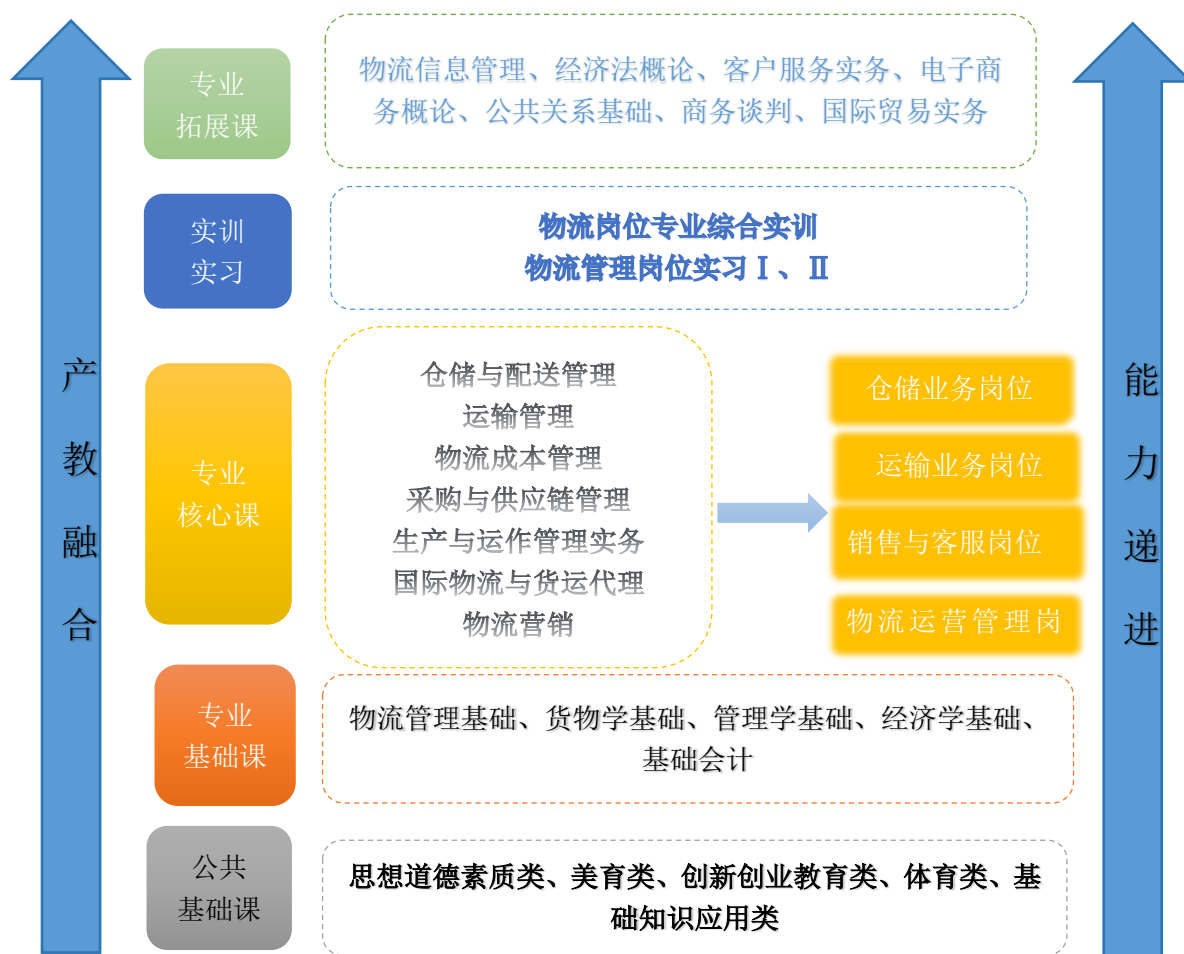 产
教
融
合
专业
拓展课
物流信息管理、经济法概论、客户服务实务、电子商
务概论、公共关系基础、商务谈判、国际贸易实务
实训
实习
物流岗位专业综合实训
物流管理岗位实习Ⅰ、Ⅱ
专业
核心课
仓储与配送管理
运输管理
物流成本管理
采购与供应链管理
生产与运作管理实务
国际物流与货运代理
物流营销
仓储业务岗位
运输业务岗位
销售与客服岗位
物流运营管理岗
专业
基础课
物流管理基础、货物学基础、管理学基础、经济学基础、
基础会计
公共
基础课
思想道德素质类、美育类、创新创业教育类、体育类、基
础知识应用类
能
力
递
进